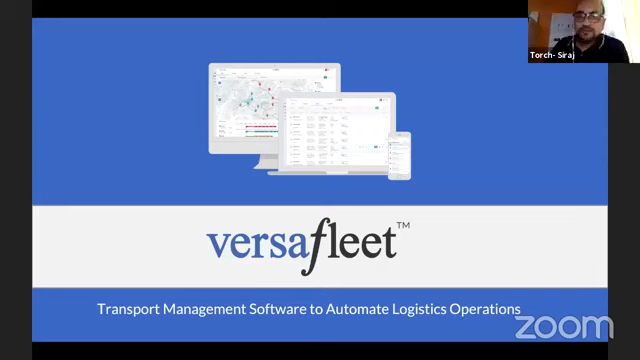 Torch- Siraj
versafleet™
Transport Management Software to Automate Logistics Operations
zoom